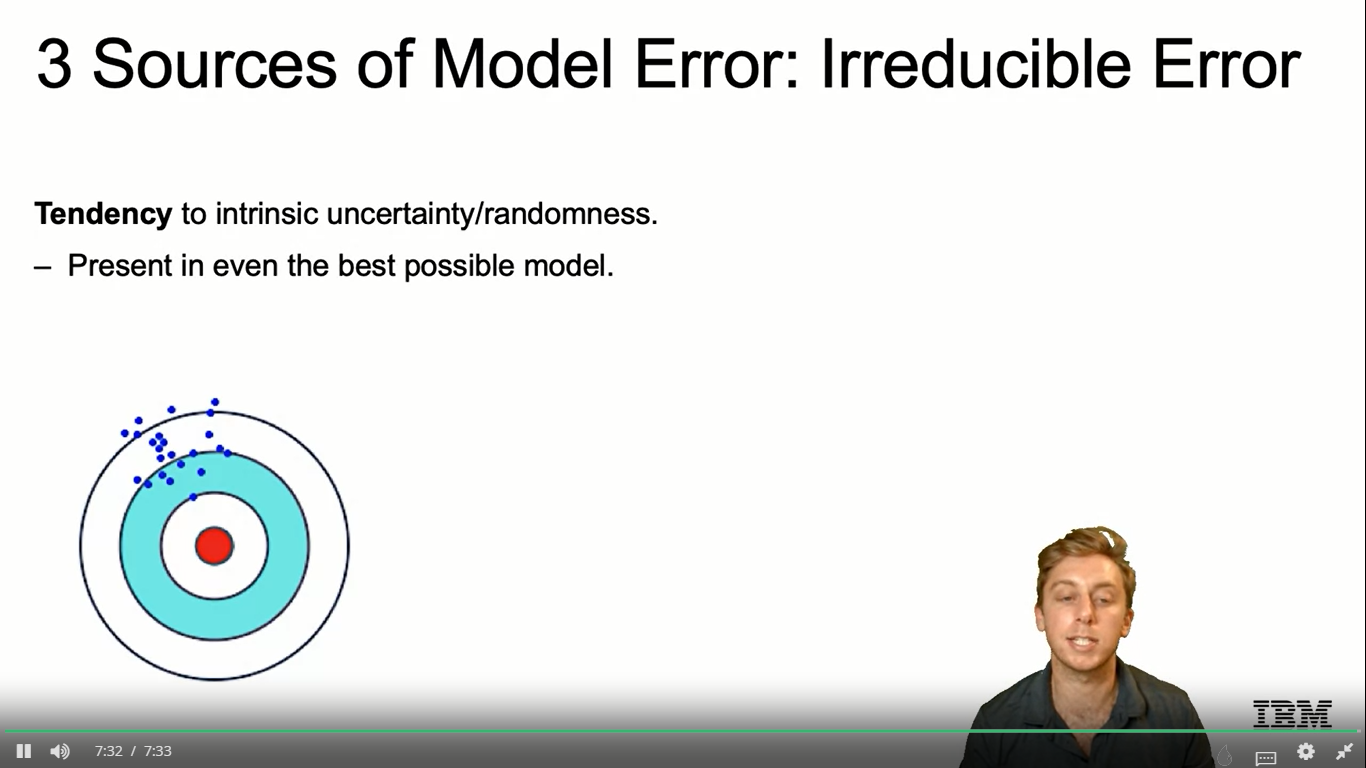 3 Sources of Model Error: Irreducible Error
Tendency to intrinsic uncertainty/randomness.
– Present in even the best possible model.
IBM
7:32 / 7:33